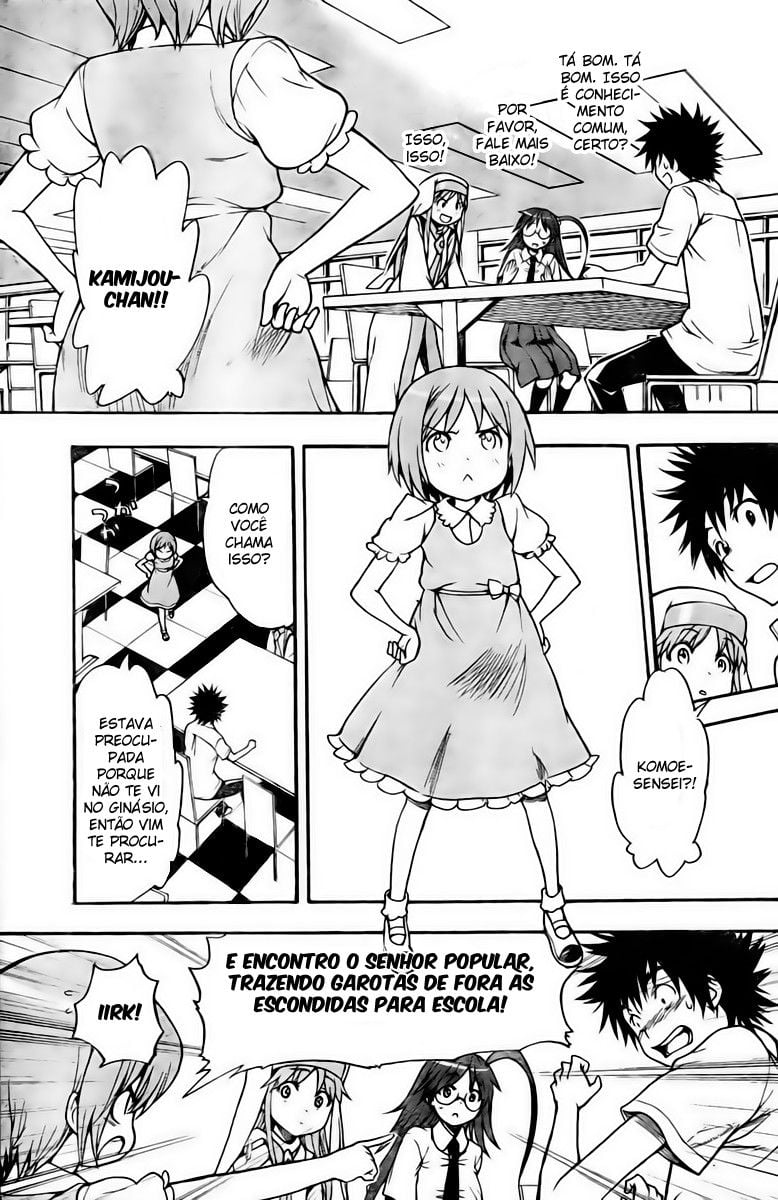 TÁ BOM. TÁ
BOM. ISSO
É CONHECI-
MENTO
COMUM,
CERTO?
POR
FAVOR,
FALE MAIS
BAIXO!
ISSO,
ISSO!
KAMIJOU-
CHAN!!
KOMOE-
SENSEI?!
COMO
VOCÊ
CHAMA
ISSO?
ESTAVA
PREOCU-
PADA
PORQUE
NÃO TE VI
NO GINÁSIO,
ENTÃO VIM
TE PROCU-
RAR...
E ENCONTRO O SENHOR POPULAR,
TRAZENDO GAROTAS DE FORA ÀS
ESCONDIDAS PARA ESCOLA!
IIRK!